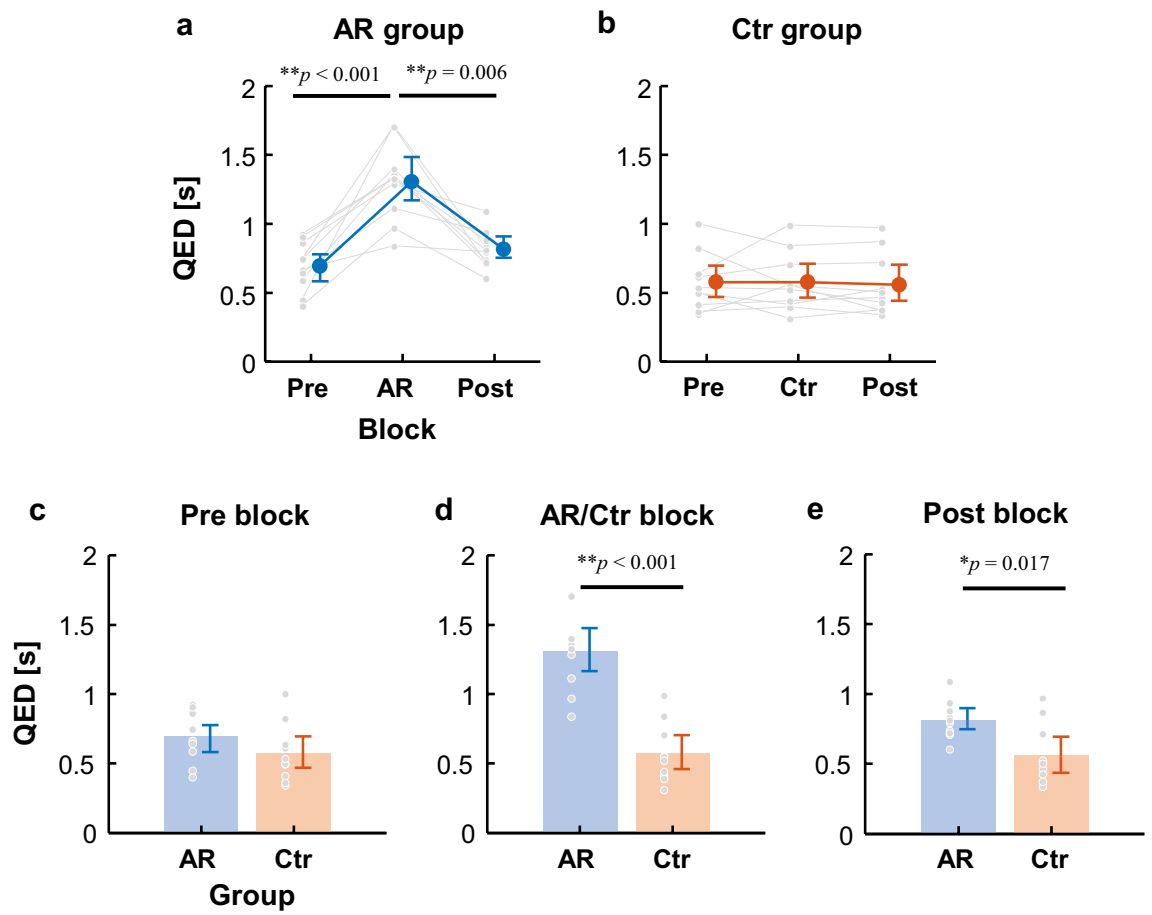 a
AR group
**p < 0.001
**p = 0.006
2
1.5
1
0.5
0
QED [s]
Pre
AR
Post
Block
b
Ctr group
2
1.5
1
0.5
0
Pre
Ctr
Post
c
Pre block
2
1.5
1
0.5
0
QED [s]
AR
Ctr
Group
d
AR/Ctr block
**p < 0.001
2
1.5
1
0.5
0
AR
Ctr
e
Post block
*p = 0.017
2
1.5
1
0.5
0
AR
Ctr